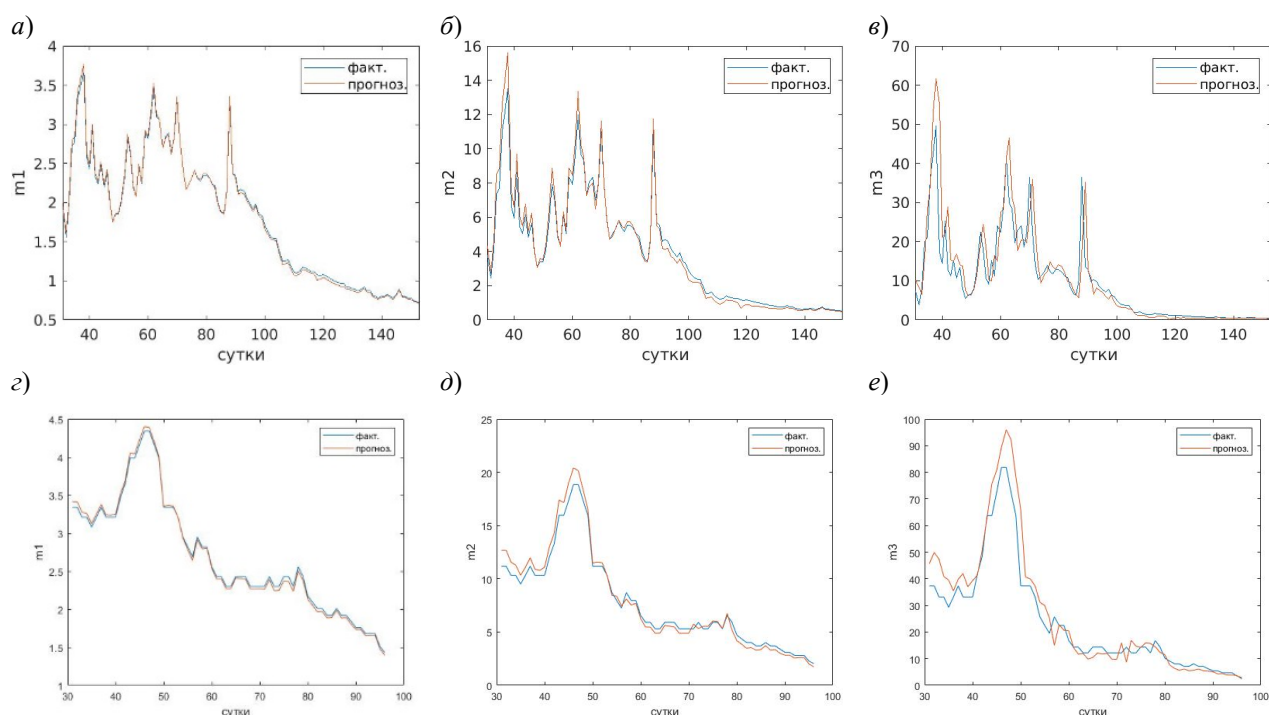 а) б) в)
4
3.5
3
2.5
2
1.5
1
0.5
40 60 80 100 120 140
m1
сутки
факт.
прогноз.
16
14
12
10
8
6
4
2
0
40 60 80 100 120 140
m2
сутки
факт.
прогноз.
70
60
50
40
30
20
10
0
40 60 80 100 120 140
m3
сутки
факт.
прогноз.
г) д) е)
4.5
4
3.5
3
2.5
2
1.5
1
30 40 50 60 70 80 90 100
m1
сутки
факт.
прогноз.
25
20
15
10
5
0
30 40 50 60 70 80 90 100
m2
сутки
факт.
прогноз.
100
90
80
70
60
50
40
30
20
10
0
30 40 50 60 70 80 90 100
m3
сутки
факт.
прогноз.